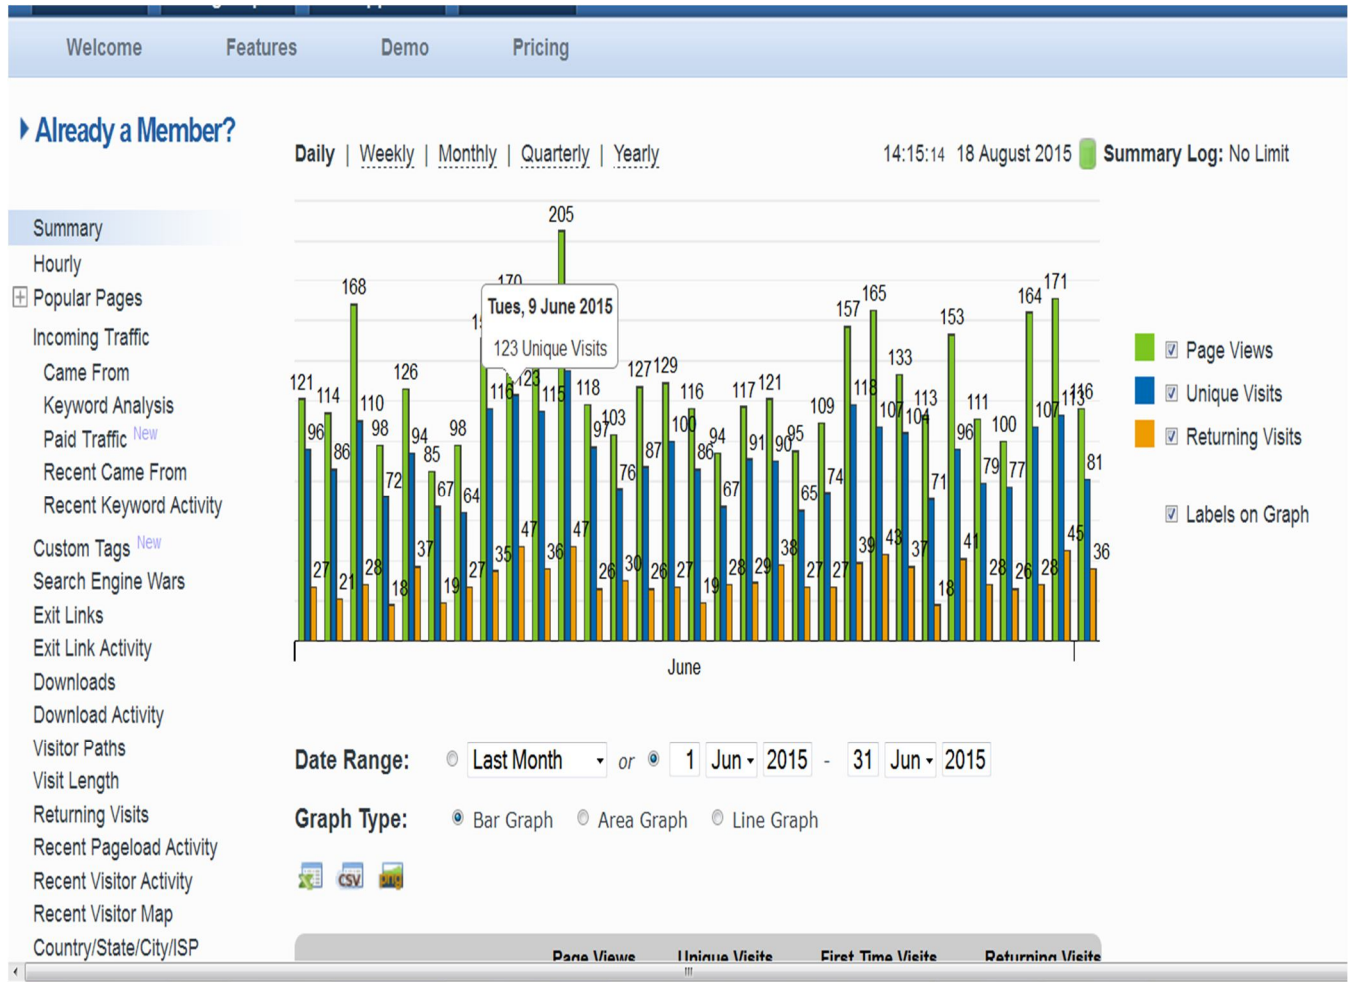 Welcome Features Demo Pricing
Already a Member?
Daily | Weekly | Monthly | Quarterly | Yearly 14:15:14 18 August 2015 Summary Log: No Limit
Summary
Hourly
Popular Pages
Incoming Traffic
Came From
Keyword Analysis
Paid Traffic New
Recent Came From
Recent Keyword Activity
Custom Tags New
Search Engine Wars
Exit Links
Exit Link Activity
Downloads
Download Activity
Visitor Paths
Visit Length
Returning Visits
Recent Pageload Activity
Recent Visitor Activity
Recent Visitor Map
Country/State/City/ISP
205
168 170
Tues, 9 June 2015
123 Unique Visits
121 114 110 98 126 85 98 118 103 127 129 116 94 117 121 95 109 157 165 133 113 153 111 100 164 171 116
96 86 72 94 67 64 116 123 115 97 76 87 100 86 67 91 90 65 74 118 107 104 71 96 79 77 107 113 81
27 21 28 18 37 19 27 35 47 36 47 26 30 26 27 19 28 29 38 27 27 39 43 37 18 41 28 26 28 45 36
June
Page Views
Unique Visits
Returning Visits
Labels on Graph
Date Range: Last Month or 1 Jun 2015 - 31 Jun 2015
Graph Type: Bar Graph Area Graph Line Graph
CSV png
Page Views Unique Visits First Time Visits Returning Visits